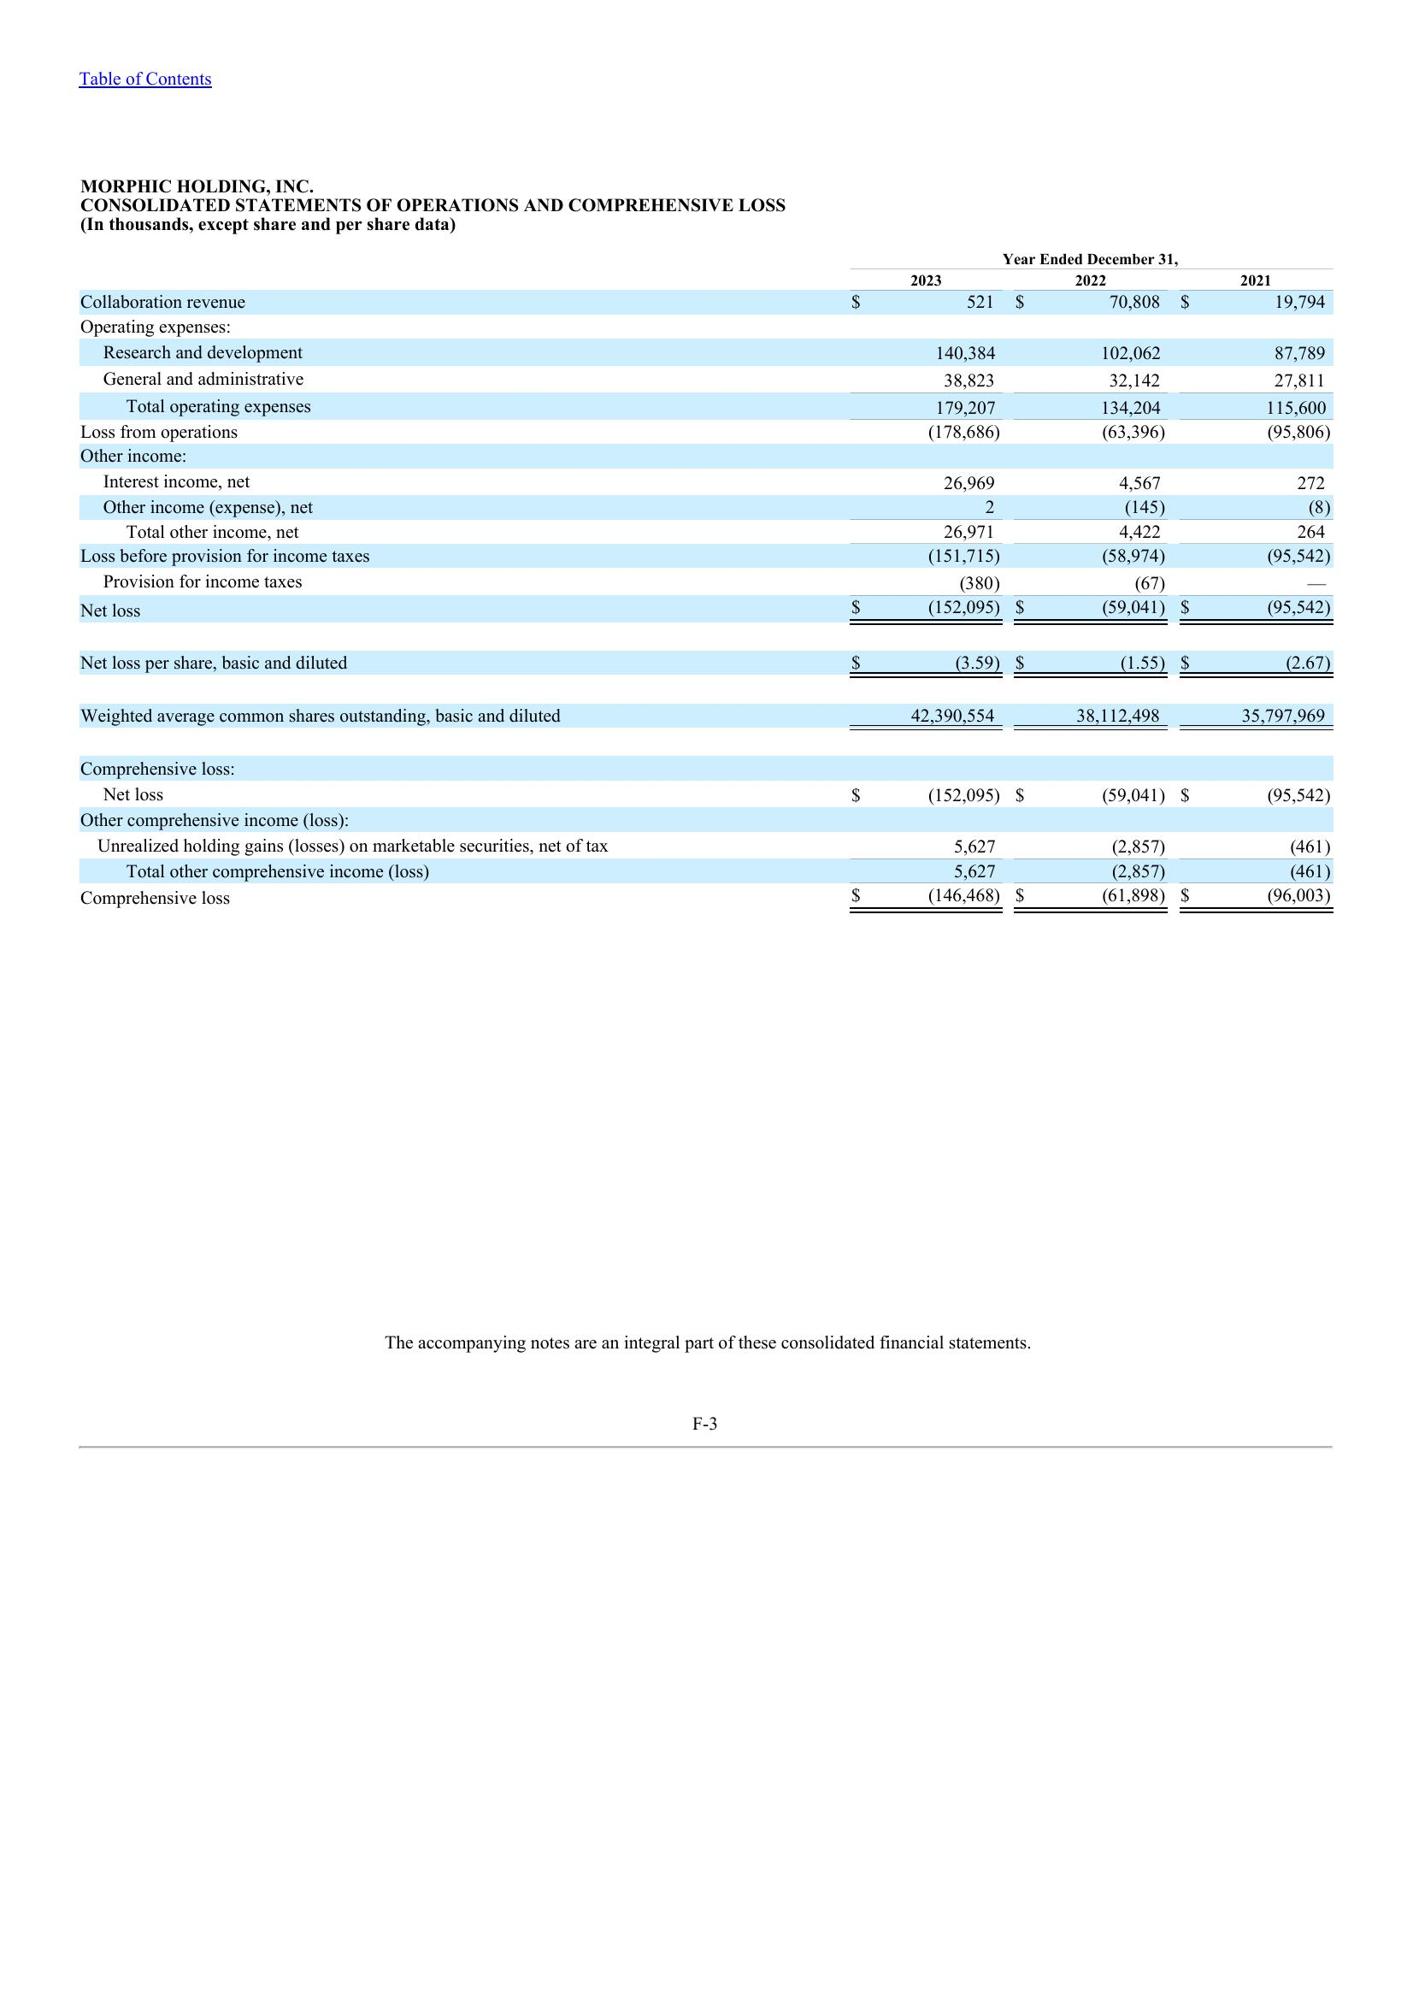 Table of Contents
MORPHIC HOLDING, INC.
CONSOLIDATED STATEMENTS OF OPERATIONS AND COMPREHENSIVE LOSS
(In thousands, except share and per share data)
Year Ended December 31,
2023 2022 2021
Collaboration revenue $ 521 $ 70,808 $ 19,794
Operating expenses:
Research and development 140,384 102,062 87,789
General and administrative 38,823 32,142 27,811
Total operating expenses 179,207 134,204 115,600
Loss from operations (178,686) (63,396) (95,806)
Other income:
Interest income, net 26,969 4,567 272
Other income (expense), net 2 (145) (8)
Total other income, net 26,971 4,422 264
Loss before provision for income taxes (151,715) (58,974) (95,542)
Provision for income taxes (380) (67) —
Net loss $ (152,095) $ (59,041) $ (95,542)
Net loss per share, basic and diluted $ (3.59) $ (1.55) $ (2.67)
Weighted average common shares outstanding, basic and diluted 42,390,554 38,112,498 35,797,969
Comprehensive loss:
Net loss $ (152,095) $ (59,041) $ (95,542)
Other comprehensive income (loss):
Unrealized holding gains (losses) on marketable securities, net of tax 5,627 (2,857) (461)
Total other comprehensive income (loss) 5,627 (2,857) (461)
Comprehensive loss $ (146,468) $ (61,898) $ (96,003)
The accompanying notes are an integral part of these consolidated financial statements.
F-3